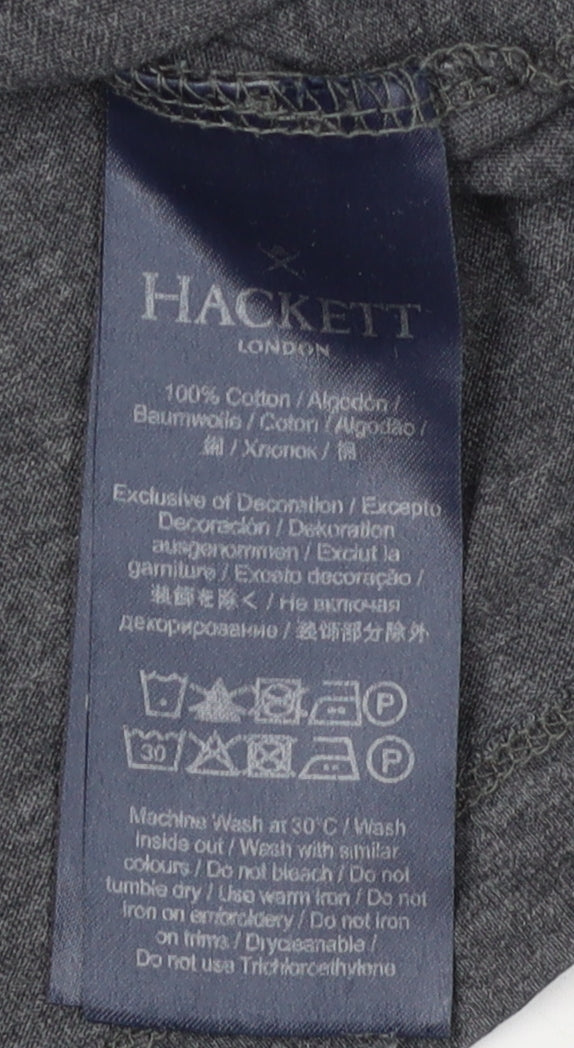 HACKETT
LONDON
100% Cotton / Algodón /
Baumwolle / Coton / Algodão /
綿 / Хлопок / 棉
Exclusive of Decoration / Excepto
Decoración / Dekoration
ausgenommen / Exclut la
garniture / Exceto decoração /
装飾を除く / Не включая
декорирование / 装饰部分除外
P
30 P
Machine Wash at 30°C / Wash
Inside out / Wash with similar
colours / Do not bleach / Do not
tumble dry / Use warm iron / Do not
Iron on embroidery / Do not iron
on trims / Drycleanable /
Do not use Trichloroethylene